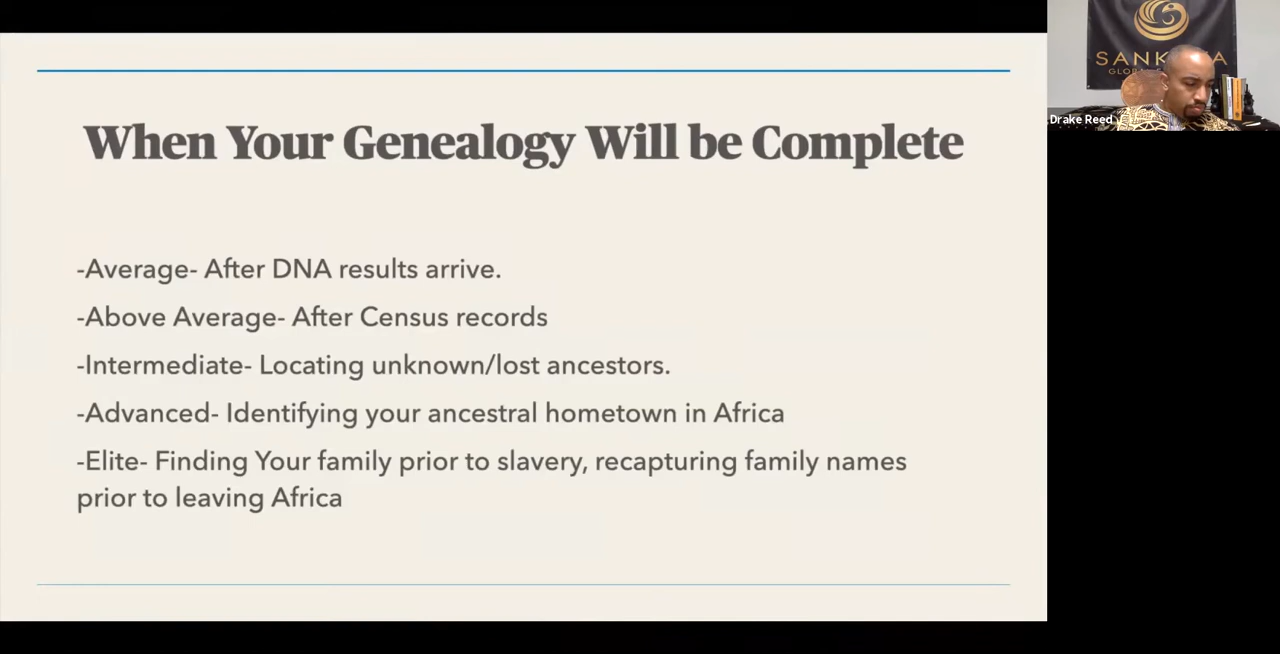 When Your Genealogy Will be Complete
-Average- After DNA results arrive.
-Above Average- After Census records
-Intermediate- Locating unknown/lost ancestors.
-Advanced- Identifying your ancestral hometown in Africa
-Elite- Finding Your family prior to slavery, recapturing family names
prior to leaving Africa
Drake Reed